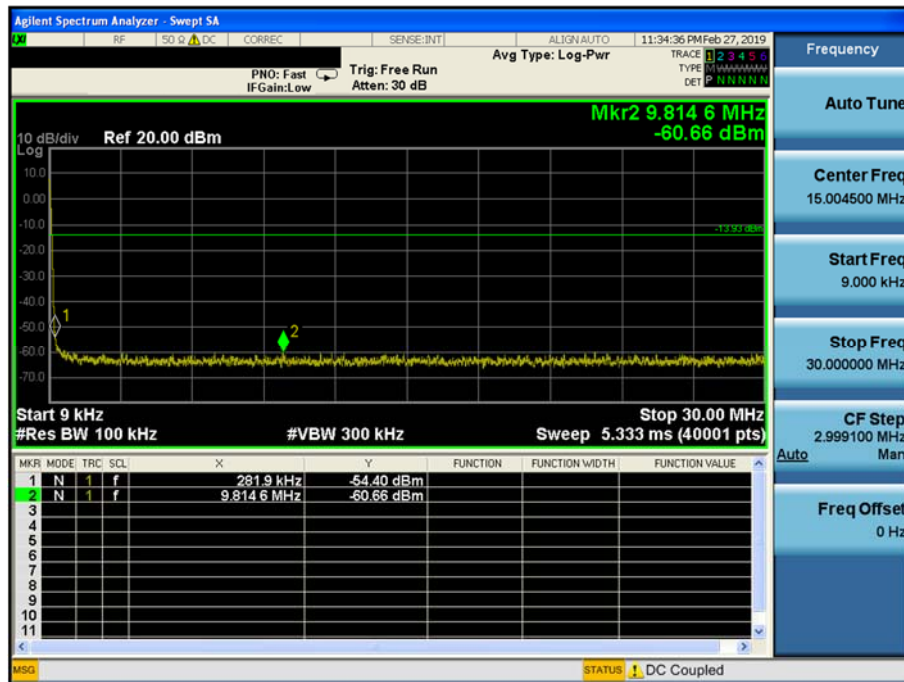 Agilent Spectrum Analyzer - Swept SA
LXI RF 50 Ω DC CORREC SENSE:INT ALIGN AUTO 11:34:36 PM Feb 27, 2019
Avg Type: Log-Pwr
TRACE 1 2 3 4 5 6
PNO: Fast Trig: Free Run
TYPE M W W W W W
IFGain:Low Atten: 30 dB
DET P N N N N N
Mkr2 9.814 6 MHz
-60.66 dBm
10 dB/div Ref 20.00 dBm
Log
10.0
0.00
-10.0
-13.93 dBm
-20.0
-30.0
-40.0
1
-50.0
2
-60.0
-70.0
Start 9 kHz Stop 30.00 MHz
#Res BW 100 kHz #VBW 300 kHz Sweep 5.333 ms (40001 pts)
MKR MODE TRC SCL X Y FUNCTION FUNCTION WIDTH FUNCTION VALUE
1 N 1 f 281.9 kHz -54.40 dBm
2 N 1 f 9.814 6 MHz -60.66 dBm
3
4
5
6
7
8
9
10
11
MSG STATUS DC Coupled
Frequency
Auto Tune
Center Freq
15.004500 MHz
Start Freq
9.000 kHz
Stop Freq
30.000000 MHz
CF Step
2.999100 MHz
Auto Man
Freq Offset
0 Hz